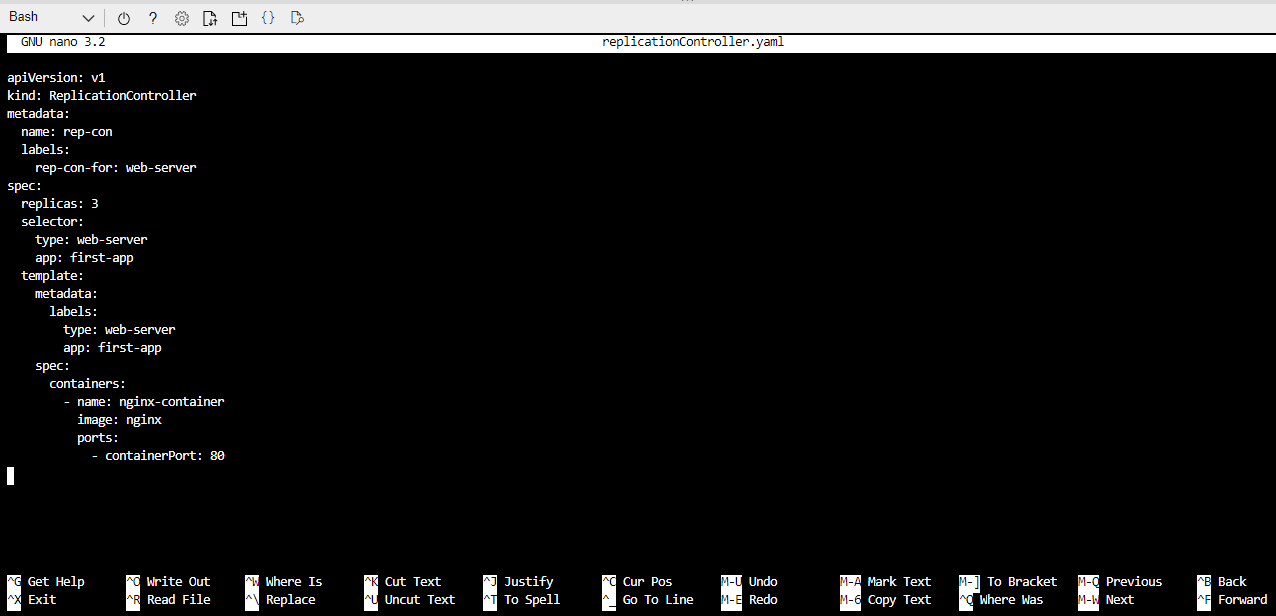 Bash
GNU nano 3.2 replicationController.yaml
apiVersion: v1
kind: ReplicationController
metadata:
  name: rep-con
  labels:
    rep-con-for: web-server
spec:
  replicas: 3
  selector:
    type: web-server
    app: first-app
  template:
    metadata:
      labels:
        type: web-server
        app: first-app
    spec:
      containers:
        - name: nginx-container
          image: nginx
          ports:
            - containerPort: 80
^G Get Help ^O Write Out ^W Where Is ^K Cut Text ^J Justify ^C Cur Pos M-U Undo M-A Mark Text M-] To Bracket M-Q Previous ^B Back
^X Exit ^R Read File ^\ Replace ^U Uncut Text ^T To Spell ^_ Go To Line M-E Redo M-6 Copy Text ^Q Where Was M-W Next ^F Forward